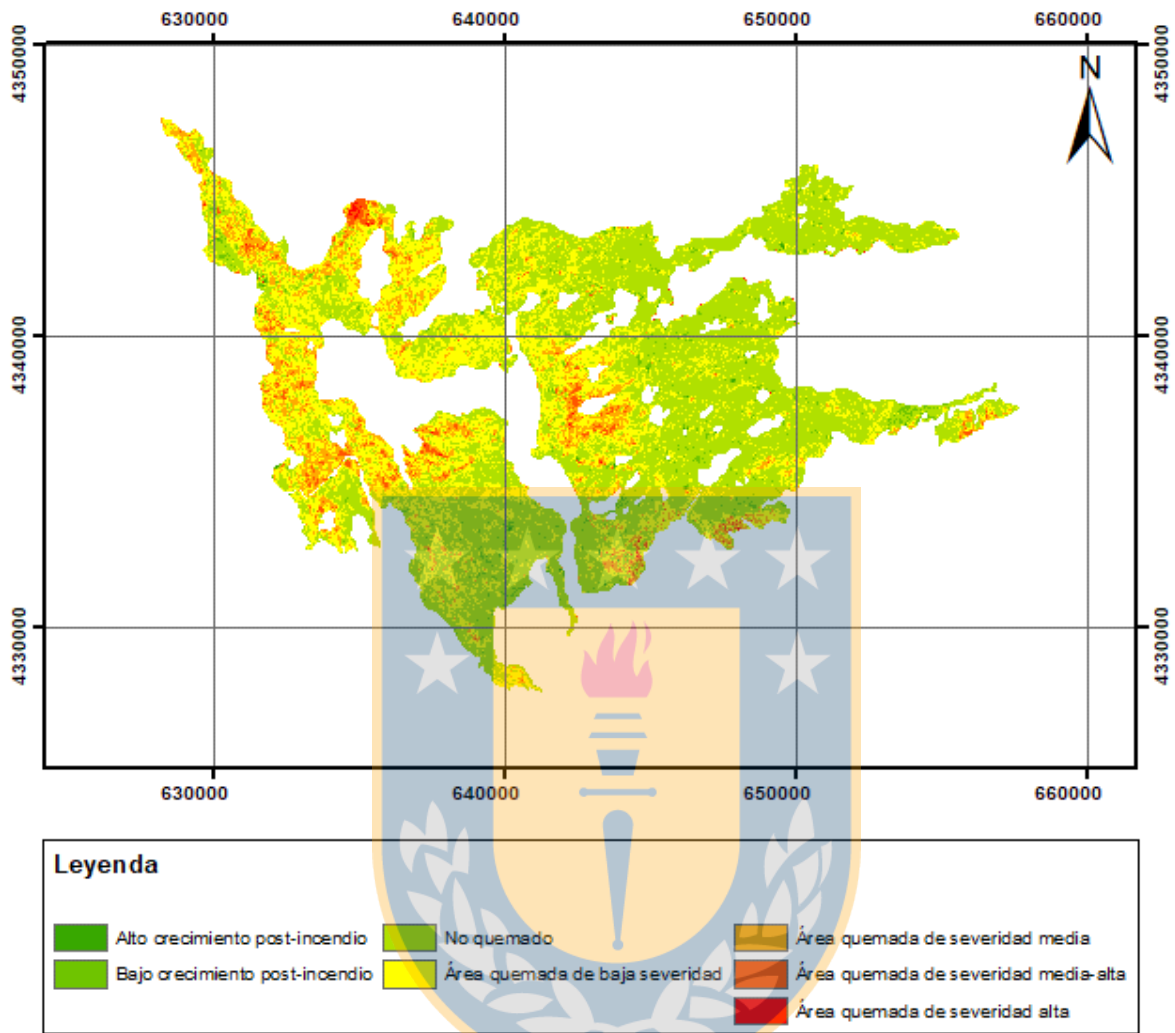 630000 640000 650000 660000
4350000 4350000
N
4340000 4340000
4330000 4330000
630000 640000 650000 660000
Leyenda
Alto crecimiento post-incendio
Bajo crecimiento post-incendio
No quemado
Área quemada de baja severidad
Área quemada de severidad media
Área quemada de severidad media-alta
Área quemada de severidad alta